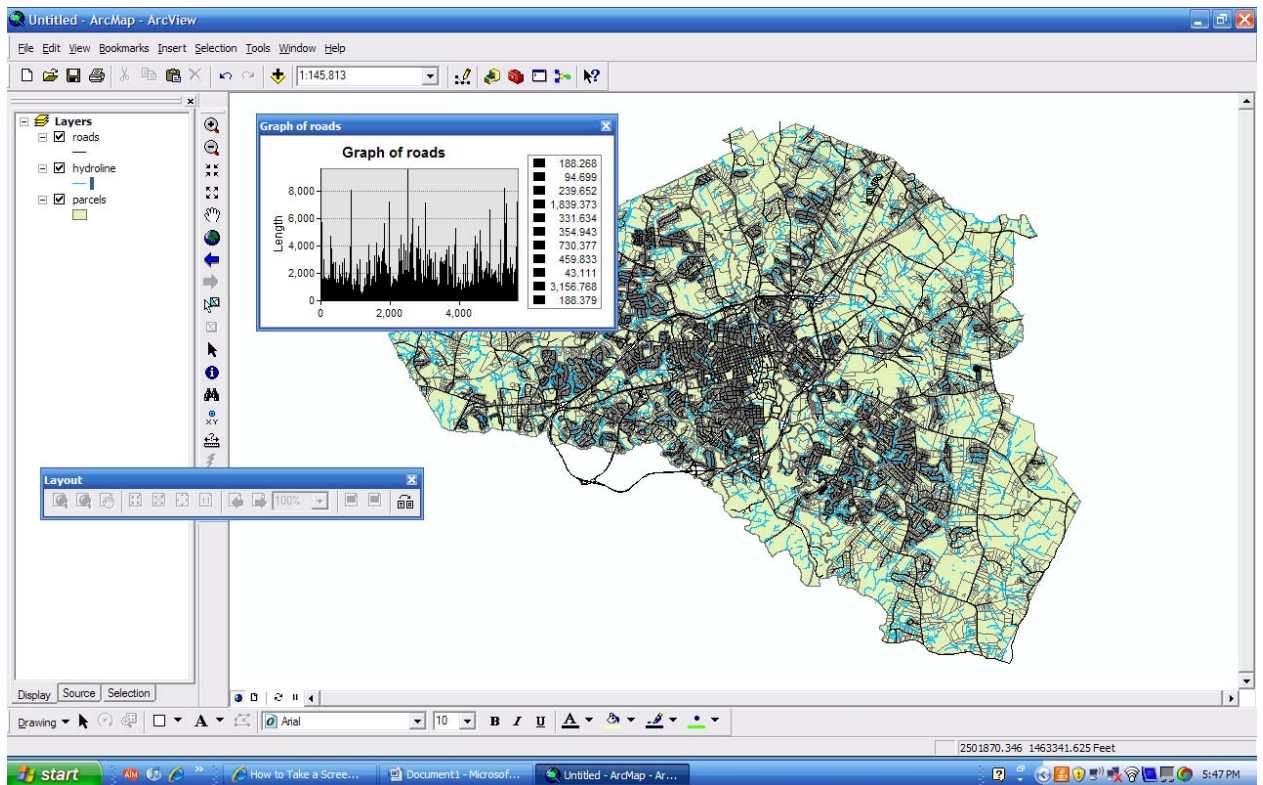 Untitled - ArcMap - ArcView
File Edit View Bookmarks Insert Selection Tools Window Help
1:145,813
Layers
roads
hydroline
parcels
Graph of roads
Graph of roads
Length
8,000
6,000
4,000
2,000
0
0 2,000 4,000
188.268
94.699
239.652
1,839.373
331.634
354.943
730.377
459.833
43.111
3,156.768
188.379
XY
Layout
1:1
100%
Display Source Selection
Drawing A Arial 10 B I U A
2501870.346 1463341.625 Feet
start AIM How to Take a Scree... Document1 - Microsof... Untitled - ArcMap - Ar... 5:47 PM